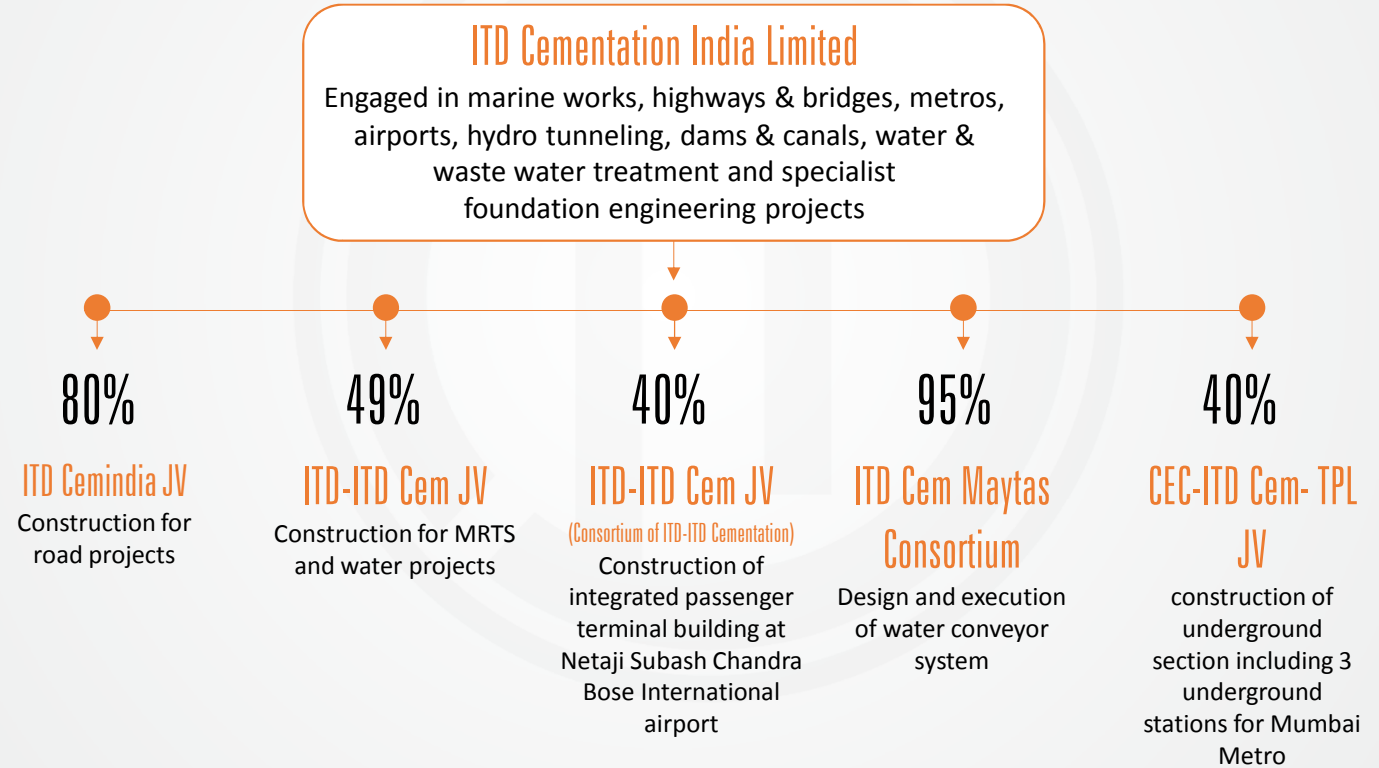 ITD Cementation India Limited
Engaged in marine works, highways & bridges, metros,
airports, hydro tunneling, dams & canals, water &
waste water treatment and specialist
foundation engineering projects
80%
ITD Cemindia JV
Construction for
road projects
49%
ITD-ITD Cem JV
Construction for MRTS
and water projects
40%
ITD-ITD Cem JV
(Consortium of ITD-ITD Cementation)
Construction of
integrated passenger
terminal building at
Netaji Subash Chandra
Bose International
airport
95%
ITD Cem Maytas
Consortium
Design and execution
of water conveyor
system
40%
CEC-ITD Cem- TPL
JV
construction of
underground
section including 3
underground
stations for Mumbai
Metro